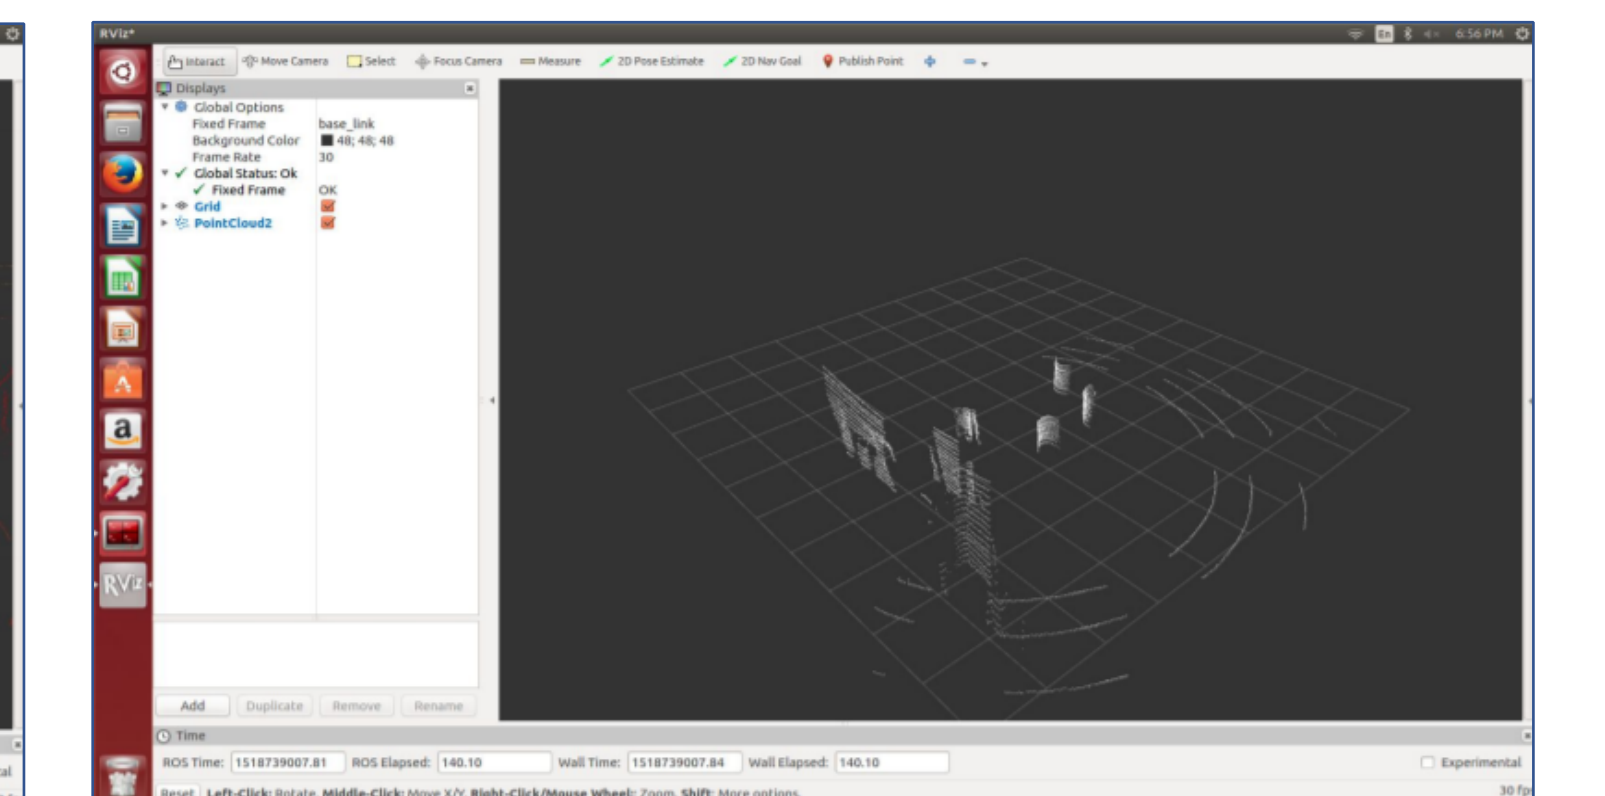 RViz*
En
6:56 PM
Interact Move Camera Select Focus Camera Measure 2D Pose Estimate 2D Nav Goal Publish Point
Displays
Global Options
Fixed Frame base_link
Background Color 48; 48; 48
Frame Rate 30
Global Status: Ok
Fixed Frame OK
Grid
PointCloud2
a
RViz
Add Duplicate Remove Rename
Time
ROS Time: 1518739007.81 ROS Elapsed: 140.10 Wall Time: 1518739007.84 Wall Elapsed: 140.10 Experimental
Reset Left-Click: Rotate. Middle-Click: Move X/Y. Right-Click/Mouse Wheel:: Zoom. Shift: More options.
30 fps